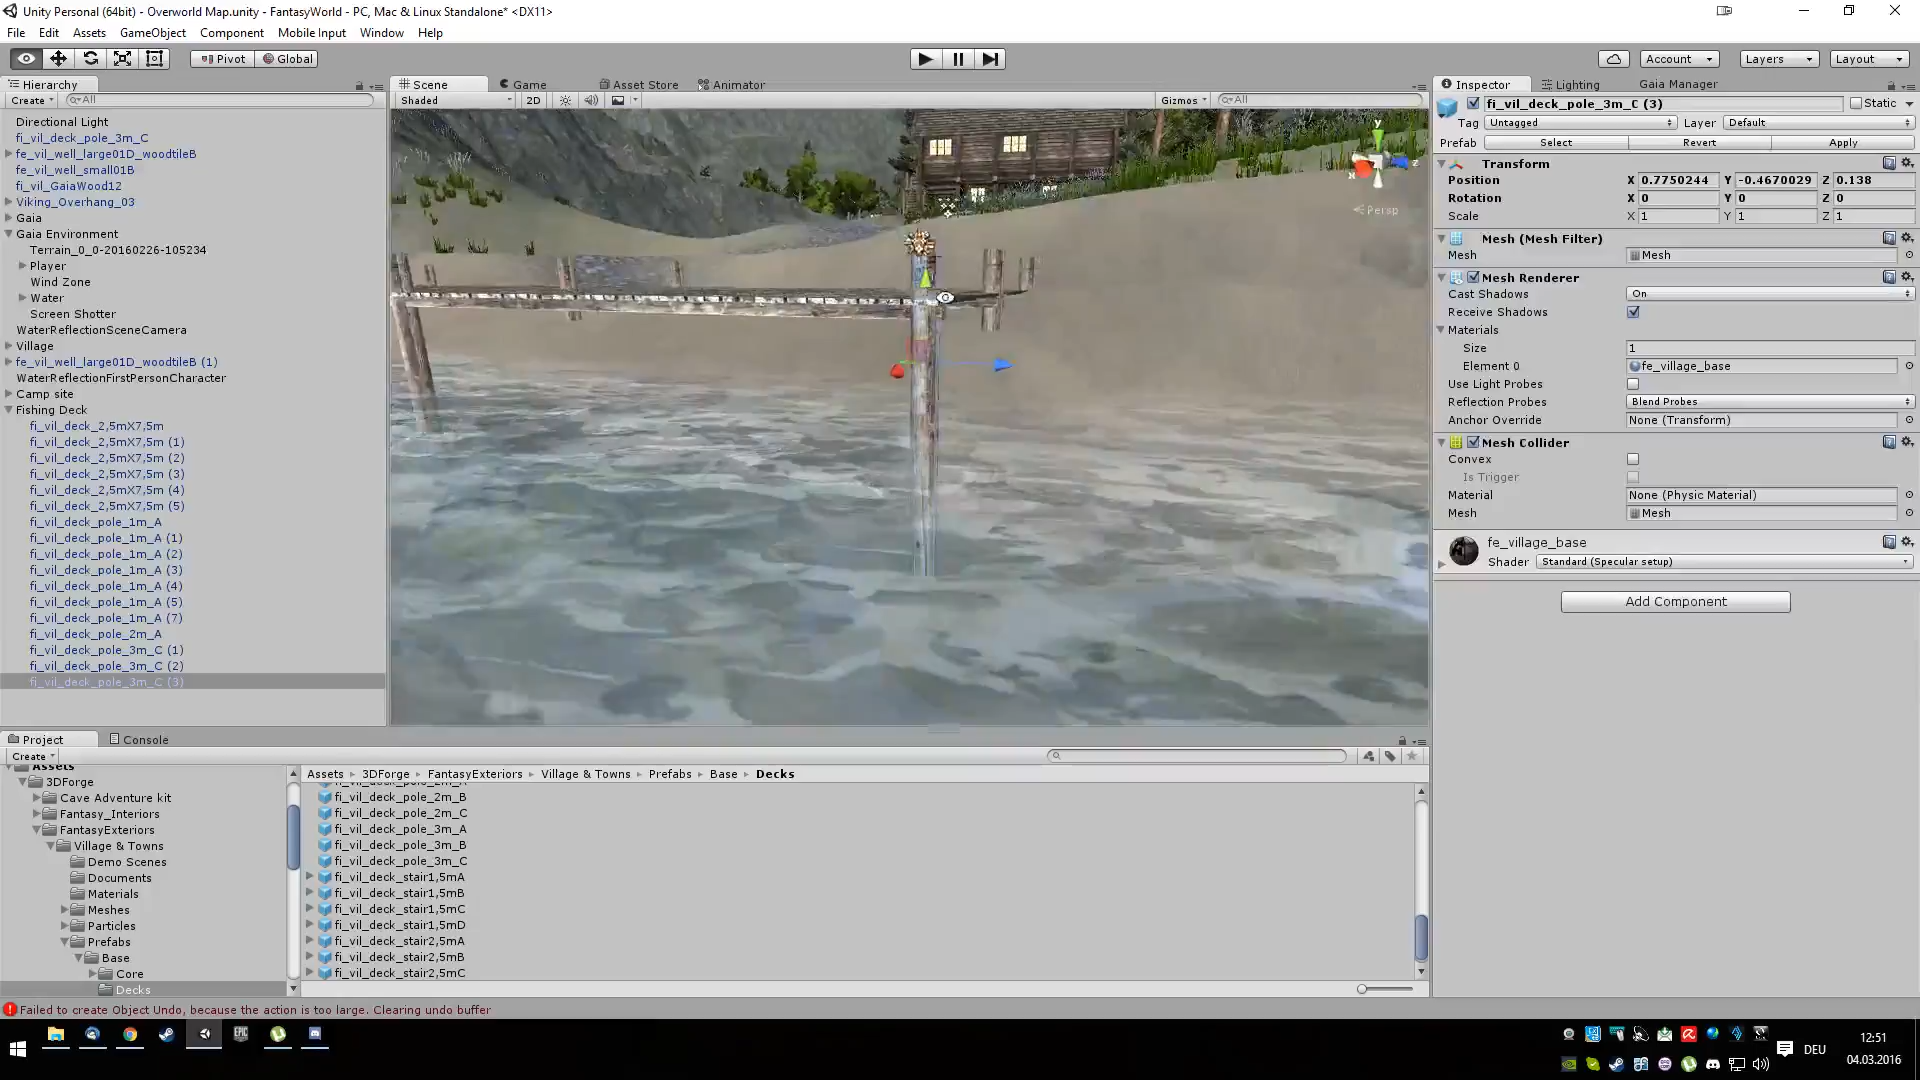 Unity Personal (64bit) - Overworld Map.unity - FantasyWorld - PC, Mac & Linux Standalone* <DX11>
File Edit Assets GameObject Component Mobile Input Window Help
Pivot Global Account Layers Layout
Hierarchy
Create All
Directional Light
fi_vil_deck_pole_3m_C
fe_vil_well_large01D_woodtileB
fe_vil_well_small01B
fi_vil_GaiaWood12
Viking_Overhang_03
Gaia
Gaia Environment
Terrain_0_0-20160226-105234
Player
Wind Zone
Water
Screen Shotter
WaterReflectionSceneCamera
Village
fe_vil_well_large01D_woodtileB (1)
WaterReflectionFirstPersonCharacter
Camp site
Fishing Deck
fi_vil_deck_2,5mX7,5m
fi_vil_deck_2,5mX7,5m (1)
fi_vil_deck_2,5mX7,5m (2)
fi_vil_deck_2,5mX7,5m (3)
fi_vil_deck_2,5mX7,5m (4)
fi_vil_deck_2,5mX7,5m (5)
fi_vil_deck_pole_1m_A
fi_vil_deck_pole_1m_A (1)
fi_vil_deck_pole_1m_A (2)
fi_vil_deck_pole_1m_A (3)
fi_vil_deck_pole_1m_A (4)
fi_vil_deck_pole_1m_A (5)
fi_vil_deck_pole_1m_A (7)
fi_vil_deck_pole_2m_A
fi_vil_deck_pole_3m_C (1)
fi_vil_deck_pole_3m_C (2)
fi_vil_deck_pole_3m_C (3)
Scene Game Asset Store Animator
Shaded 2D Gizmos All
y
x
z
Persp
Inspector Lighting Gaia Manager
fi_vil_deck_pole_3m_C (3) Static
Tag Untagged Layer Default
Prefab Select Revert Apply
Transform
Position X 0.7750244 Y -0.4670029 Z 0.138
Rotation X 0 Y 0 Z 0
Scale X 1 Y 1 Z 1
Mesh (Mesh Filter)
Mesh Mesh
Mesh Renderer
Cast Shadows On
Receive Shadows
Materials
Size 1
Element 0 fe_village_base
Use Light Probes
Reflection Probes Blend Probes
Anchor Override None (Transform)
Mesh Collider
Convex
Is Trigger
Material None (Physic Material)
Mesh Mesh
fe_village_base
Shader Standard (Specular setup)
Add Component
Project Console
Create
Assets
3DForge
Cave Adventure kit
Fantasy_Interiors
FantasyExteriors
Village & Towns
Demo Scenes
Documents
Materials
Meshes
Particles
Prefabs
Base
Core
Decks
Assets 3DForge FantasyExteriors Village & Towns Prefabs Base Decks
fi_vil_deck_pole_2m_A
fi_vil_deck_pole_2m_B
fi_vil_deck_pole_2m_C
fi_vil_deck_pole_3m_A
fi_vil_deck_pole_3m_B
fi_vil_deck_pole_3m_C
fi_vil_deck_stair1,5mA
fi_vil_deck_stair1,5mB
fi_vil_deck_stair1,5mC
fi_vil_deck_stair1,5mD
fi_vil_deck_stair2,5mA
fi_vil_deck_stair2,5mB
fi_vil_deck_stair2,5mC
Failed to create Object Undo, because the action is too large. Clearing undo buffer
EPIC
DEU
12:51
04.03.2016